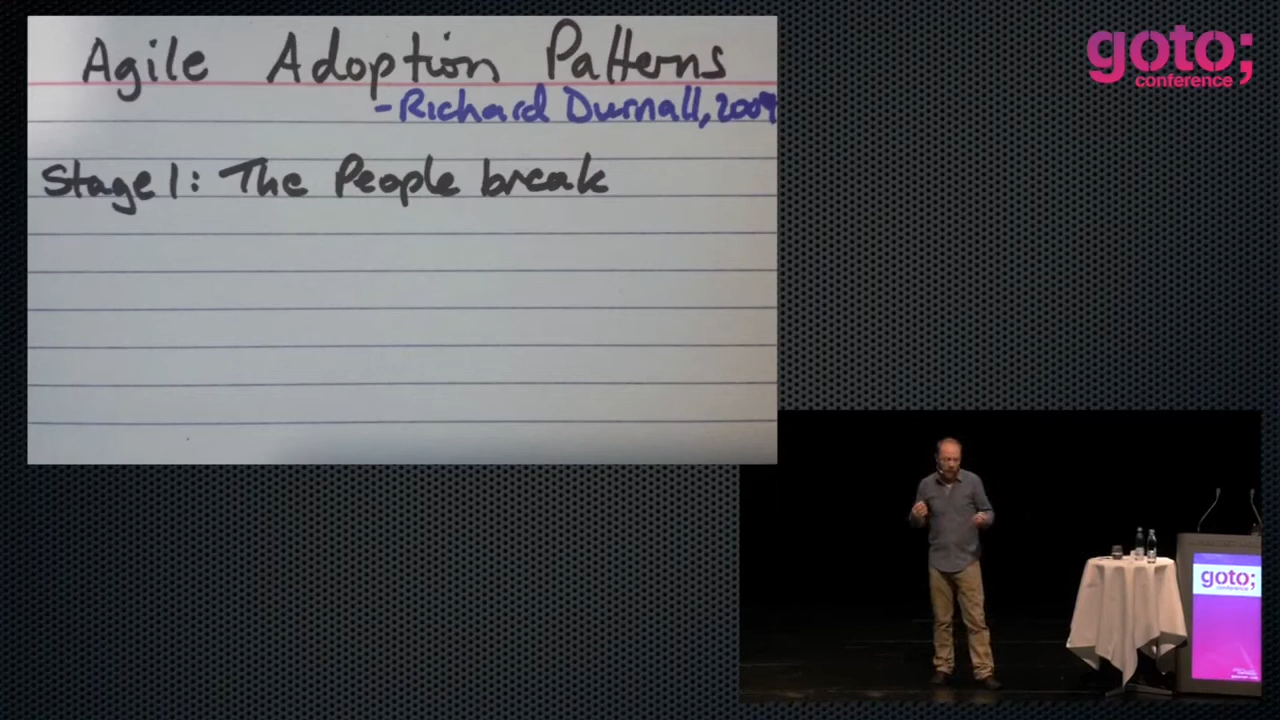 Agile Adoption Patterns
- Richard Durnall, 2009
Stage 1: The People break
goto;
conference
goto;
conference